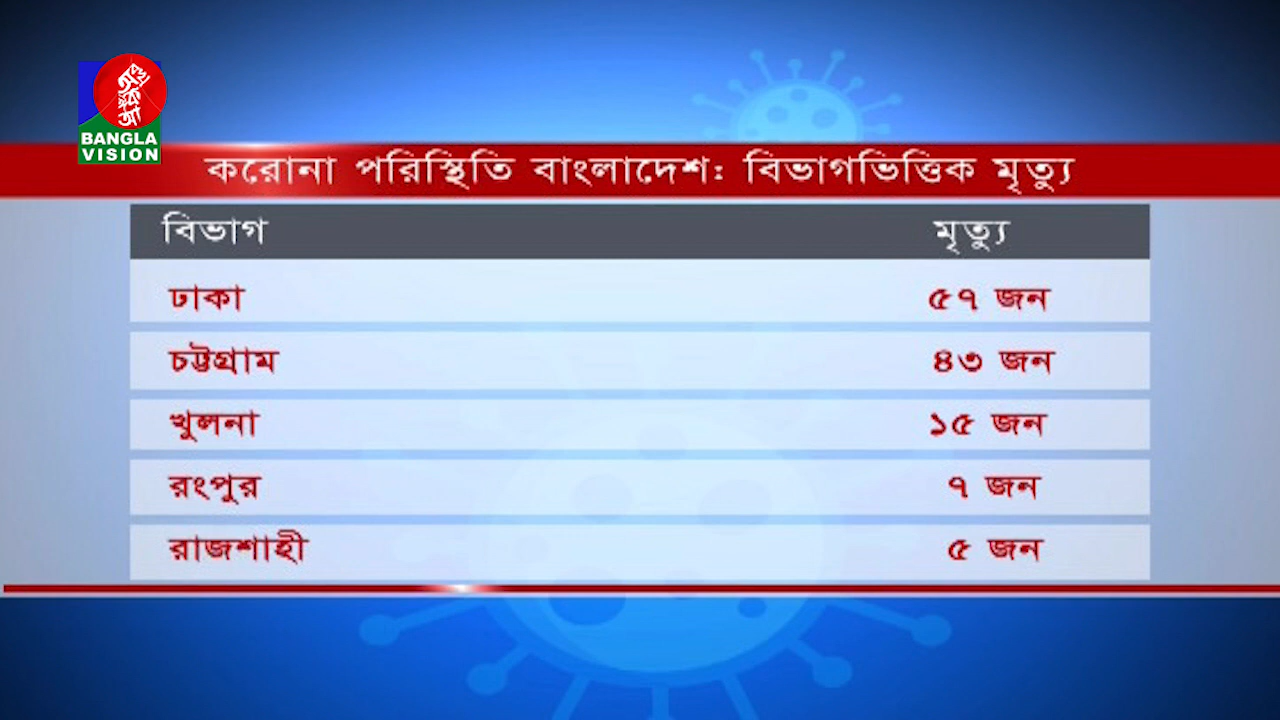 BANGLA
VISION
করোনা পরিস্থিতি বাংলাদেশ: বিভাগভিত্তিক মৃত্যু
বিভাগ মৃত্যু
ঢাকা ৫৭ জন
চট্টগ্রাম ৪৩ জন
খুলনা ১৫ জন
রংপুর ৭ জন
রাজশাহী ৫ জন